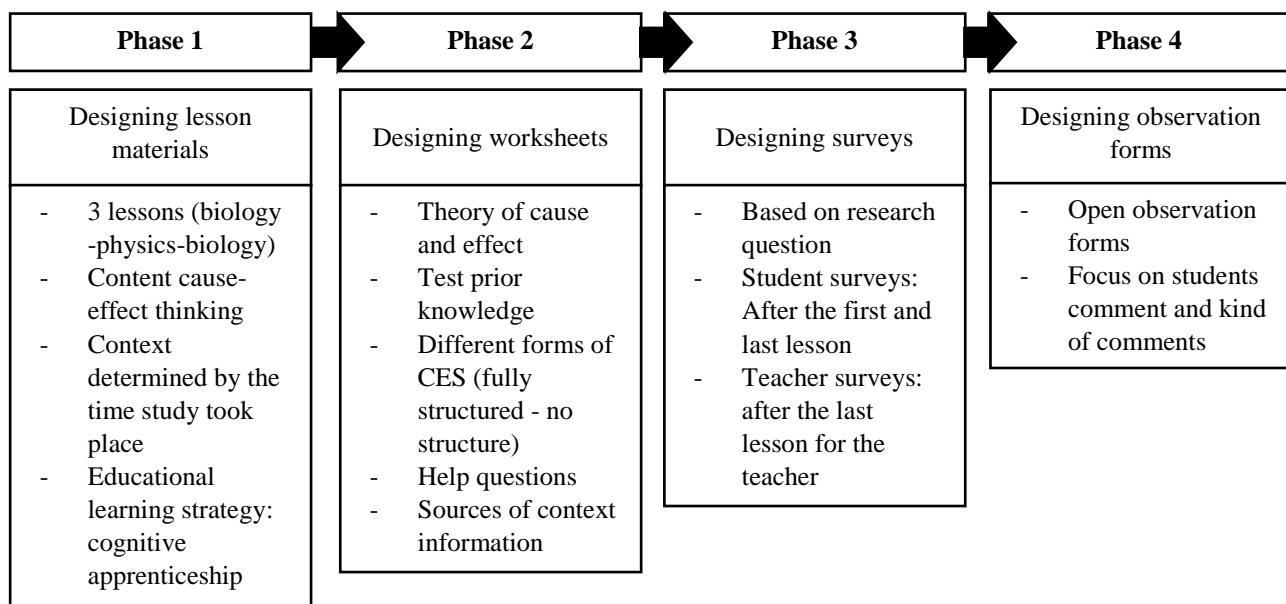 Phase 1
Phase 2
Phase 3
Phase 4
Designing lesson
materials
- 3 lessons (biology
-physics-biology)
- Content cause-
effect thinking
- Context
determined by the
time study took
place
- Educational
learning strategy:
cognitive
apprenticeship
Designing worksheets
- Theory of cause
and effect
- Test prior
knowledge
- Different forms of
CES (fully
structured - no
structure)
- Help questions
- Sources of context
information
Designing surveys
- Based on research
question
- Student surveys:
After the first and
last lesson
- Teacher surveys:
after the last
lesson for the
teacher
Designing observation
forms
- Open observation
forms
- Focus on students
comment and kind
of comments